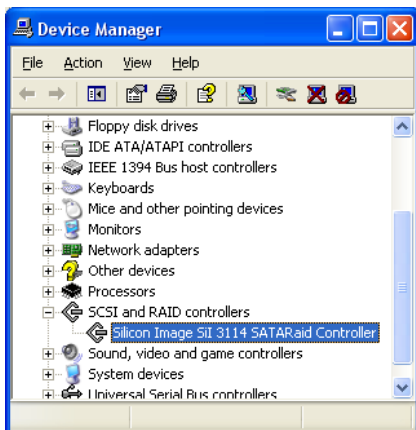 Device Manager
File Action View Help
Floppy disk drives
IDE ATA/ATAPI controllers
IEEE 1394 Bus host controllers
Keyboards
Mice and other pointing devices
Monitors
Network adapters
Other devices
Processors
SCSI and RAID controllers
Silicon Image SiI 3114 SATARaid Controller
Sound, video and game controllers
System devices
Universal Serial Bus controllers